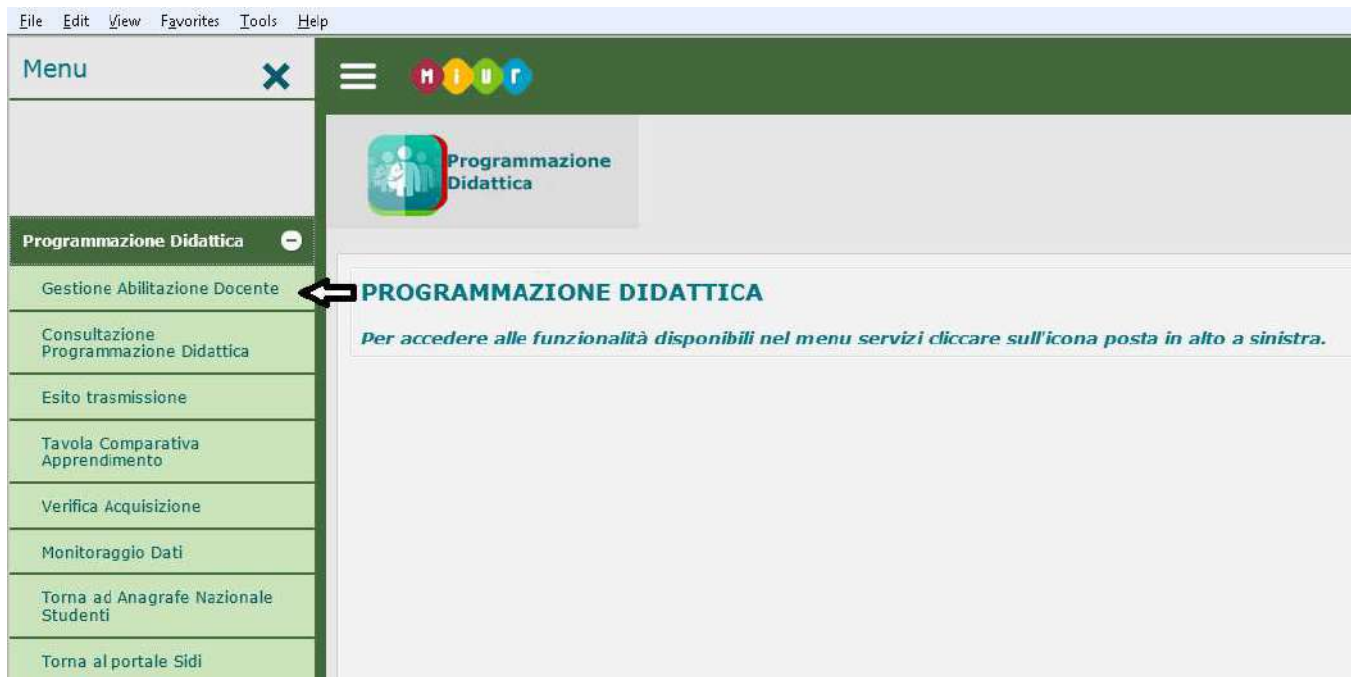 File Edit View Favorites Tools Help
Menu
MIUr
Programmazione
Didattica
Programmazione Didattica
Gestione Abilitazione Docente
Consultazione
Programmazione Didattica
Esito trasmissione
Tavola Comparativa
Apprendimento
Verifica Acquisizione
Monitoraggio Dati
Torna ad Anagrafe Nazionale
Studenti
Torna al portale Sidi
PROGRAMMAZIONE DIDATTICA
Per accedere alle funzionalità disponibili nel menu servizi cliccare sull'icona posta in alto a sinistra.